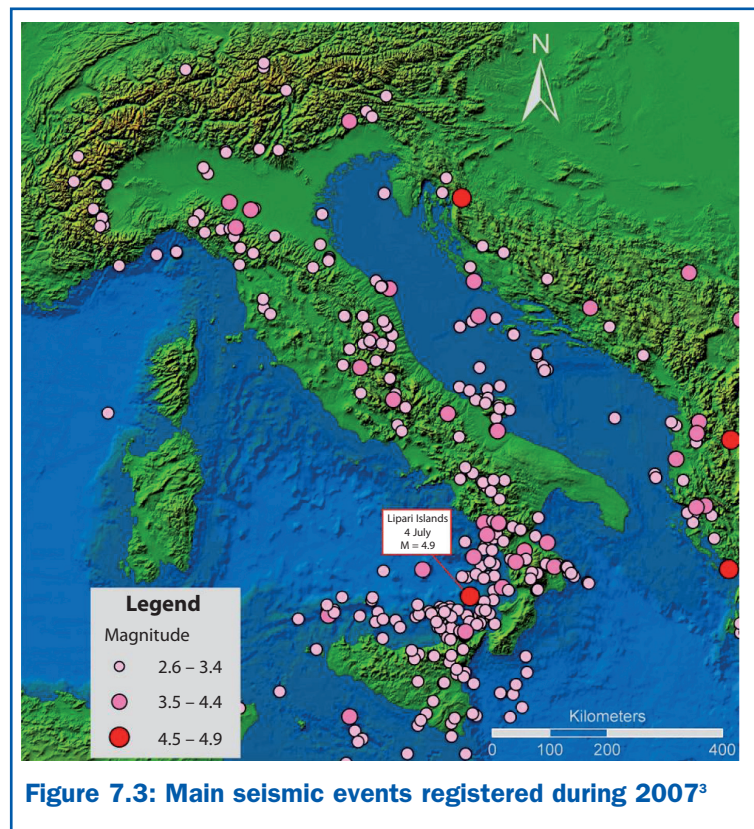 N
Lipari Islands
4 July
M = 4.9
Legend
Magnitude
2.6 – 3.4
3.5 – 4.4
4.5 – 4.9
Kilometers
0 100 200 400
Figure 7.3: Main seismic events registered during 2007³